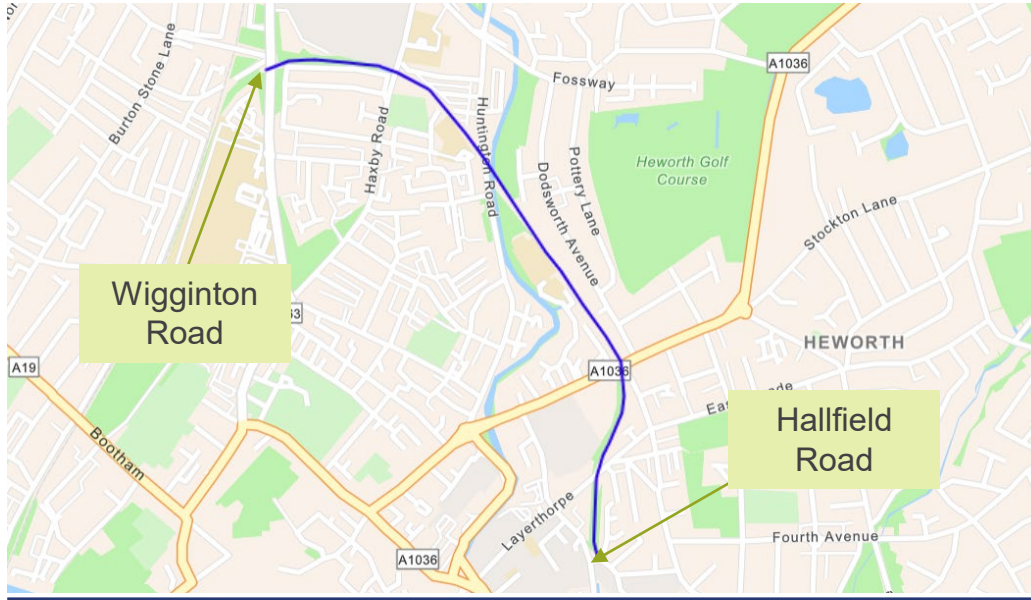 A1036
Burton Stone Lane
Fossway
Haxby Road
Huntington Road
Heworth Golf
Course
Pottery Lane
Dodsworth Avenue
Stockton Lane
Wigginton
Road
HEWORTH
A19
A1036
Hallfield
Road
Bootham
Layerthorpe
Fourth Avenue
A1036